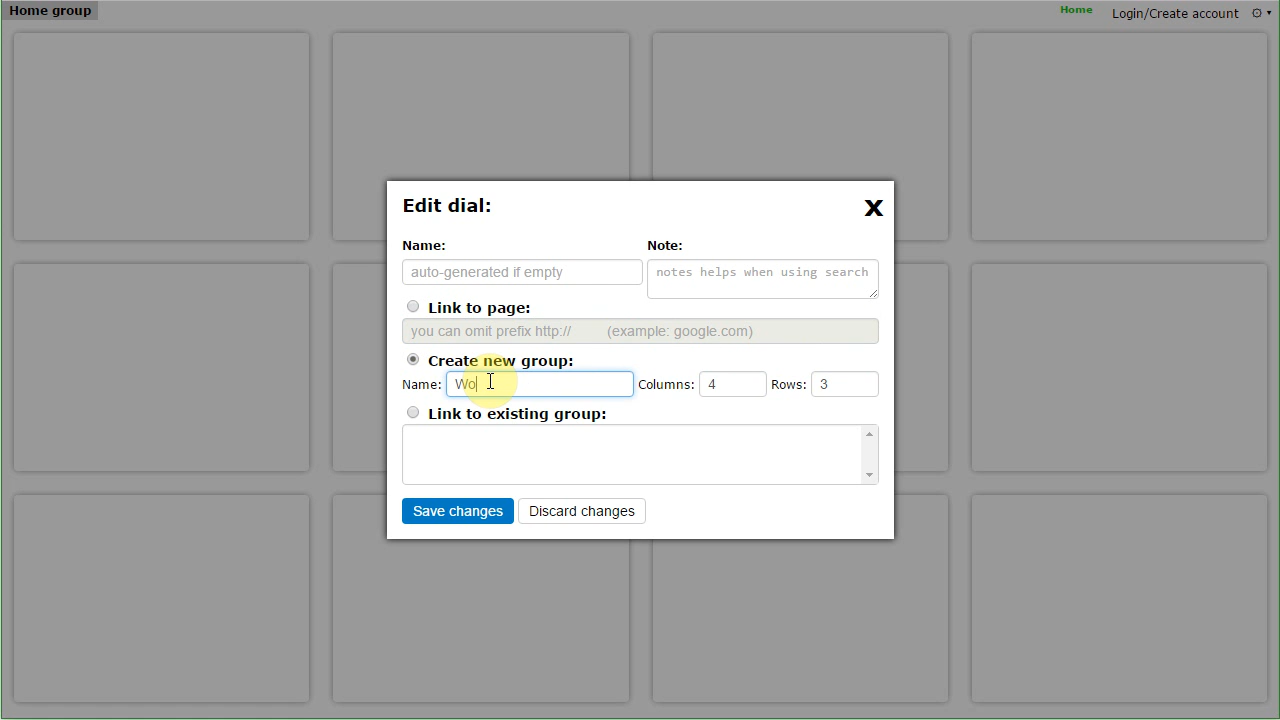 Home group
Home Login/Create account
Edit dial:
X
Name: Note:
auto-generated if empty notes helps when using search
Link to page:
you can omit prefix http:// (example: google.com)
Create new group:
Name: Wo Columns: 4 Rows: 3
Link to existing group:
Save changes Discard changes